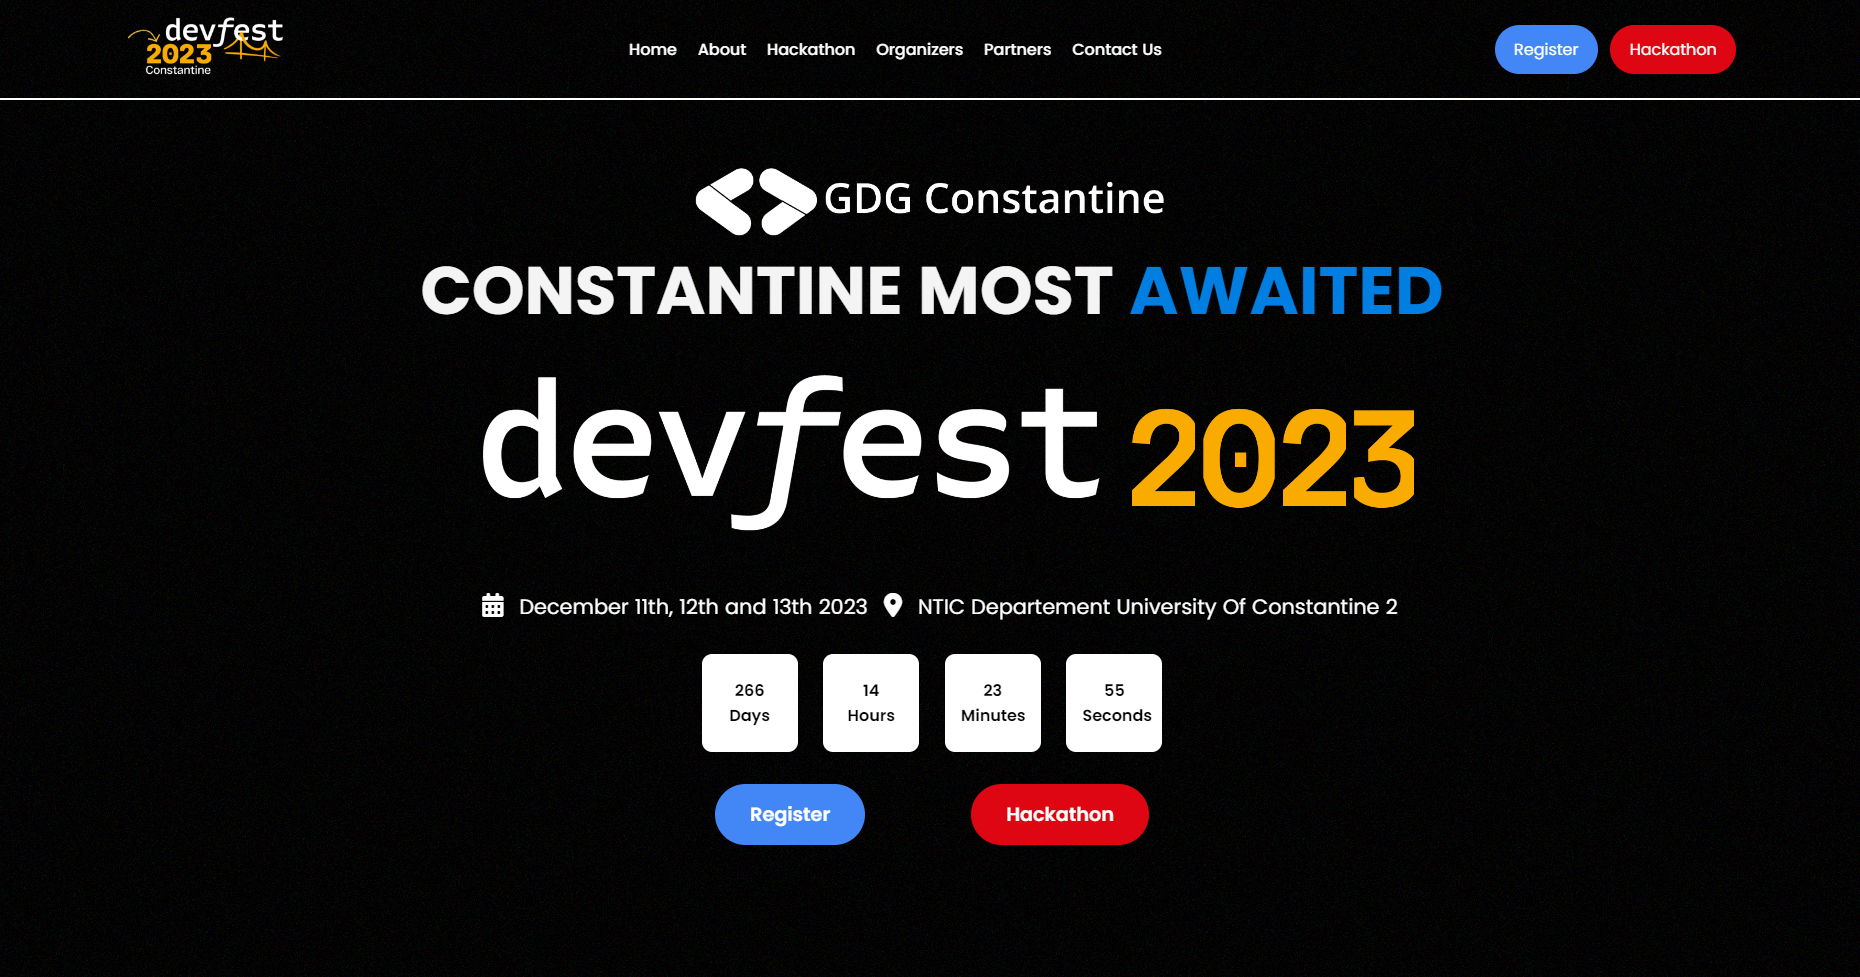 devfest
2023
Constantine
Home About Hackathon Organizers Partners Contact Us
Register Hackathon
GDG Constantine
CONSTANTINE MOST AWAITED
devfest 2023
December 11th, 12th and 13th 2023 NTIC Departement University Of Constantine 2
266 14 23 55
Days Hours Minutes Seconds
Register Hackathon